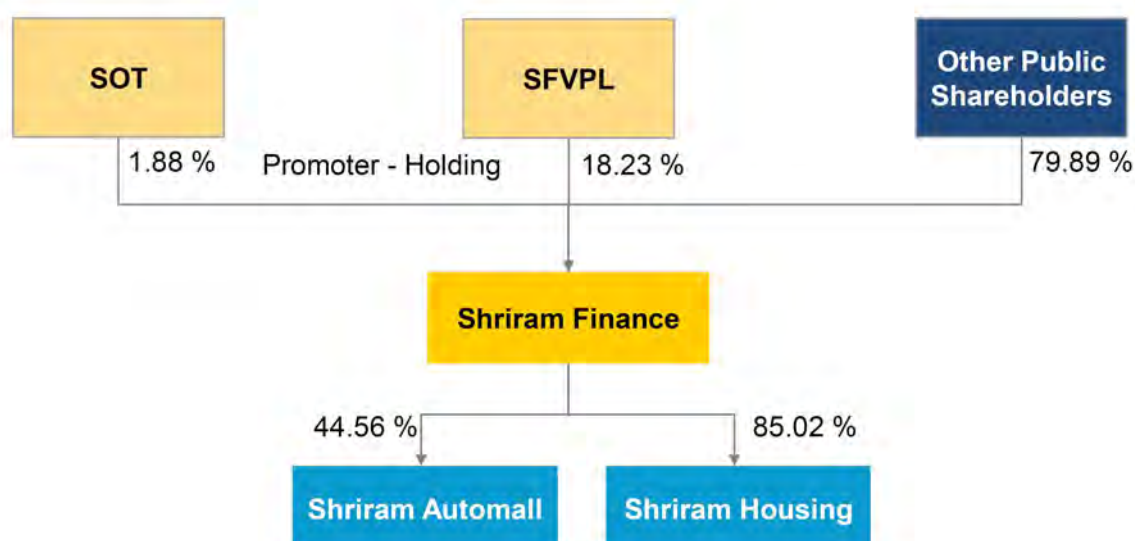 SOT
SFVPL
Other Public
Shareholders
1.88 %
Promoter - Holding
18.23 %
79.89 %
Shriram Finance
44.56 %
85.02 %
Shriram Automall
Shriram Housing